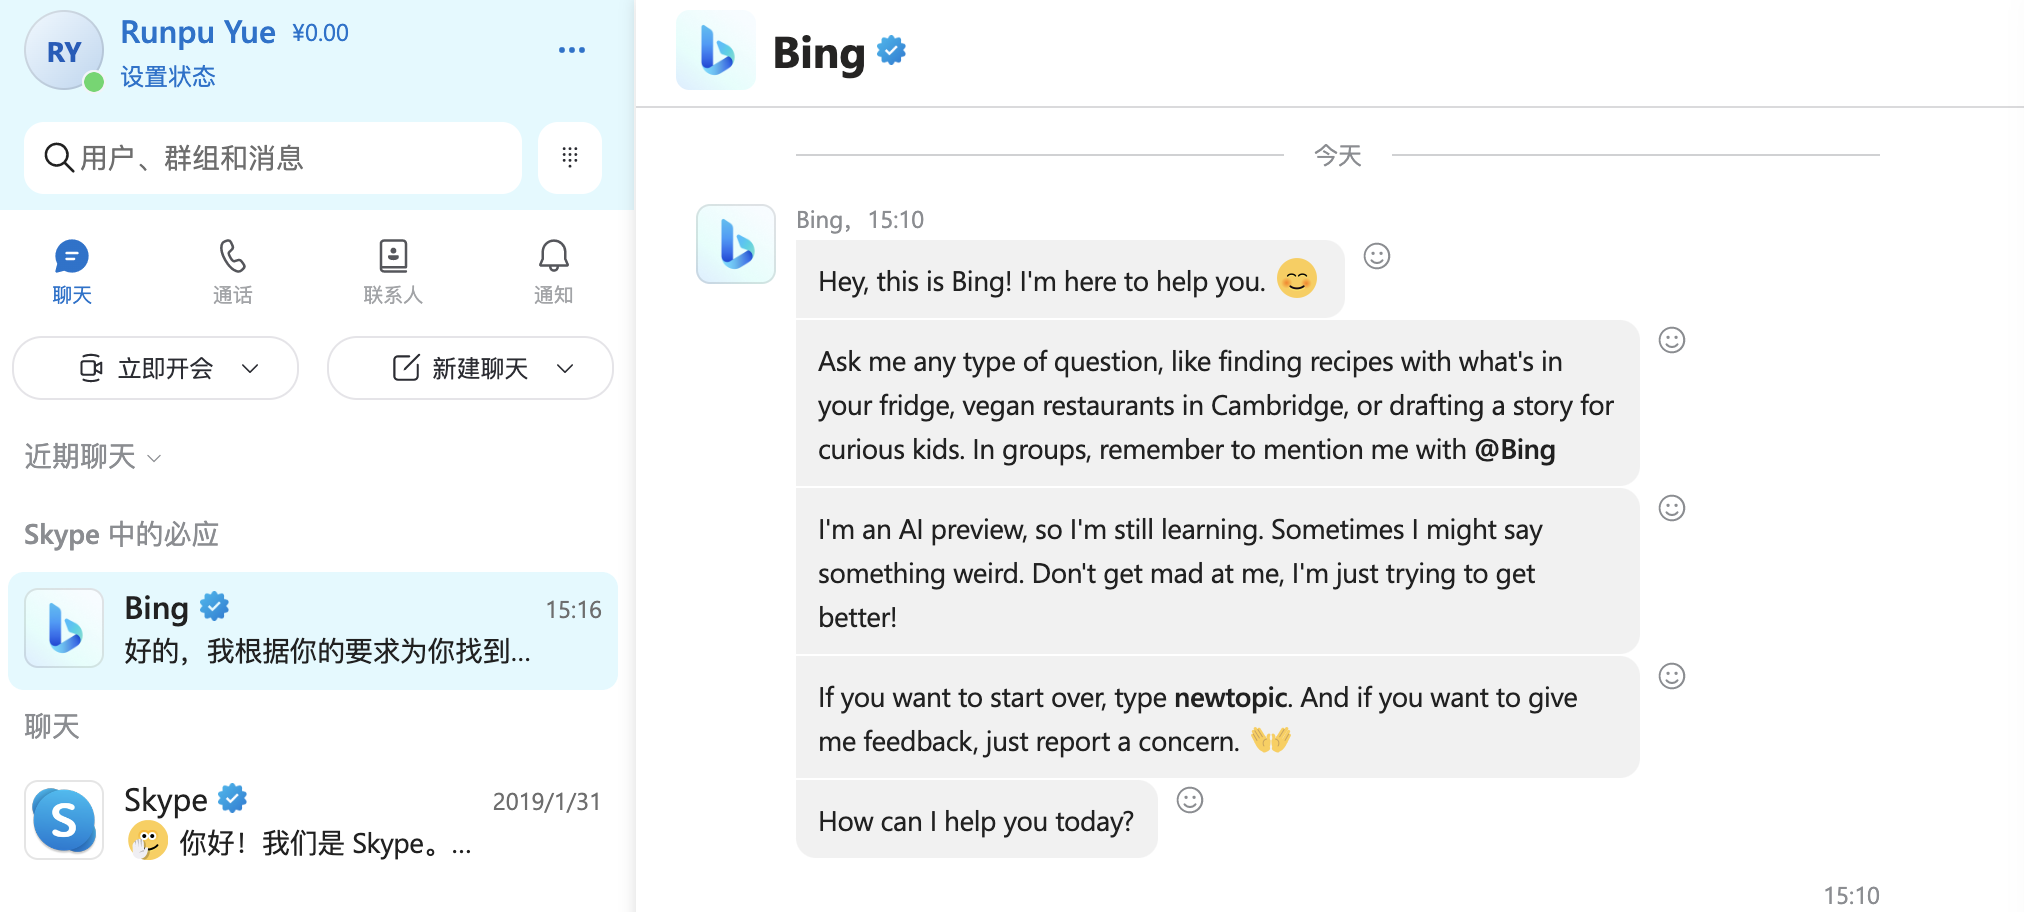 RY
Runpu Yue ¥0.00
设置状态
用户、群组和消息
聊天
通话
联系人
通知
立即开会
新建聊天
近期聊天
Skype 中的必应
Bing
15:16
好的，我根据你的要求为你找到...
聊天
Skype
2019/1/31
你好！我们是 Skype。...
Bing
今天
Bing， 15:10
Hey, this is Bing! I'm here to help you.
Ask me any type of question, like finding recipes with what's in
your fridge, vegan restaurants in Cambridge, or drafting a story for
curious kids. In groups, remember to mention me with @Bing
I'm an AI preview, so I'm still learning. Sometimes I might say
something weird. Don't get mad at me, I'm just trying to get
better!
If you want to start over, type newtopic. And if you want to give
me feedback, just report a concern.
How can I help you today?
15:10